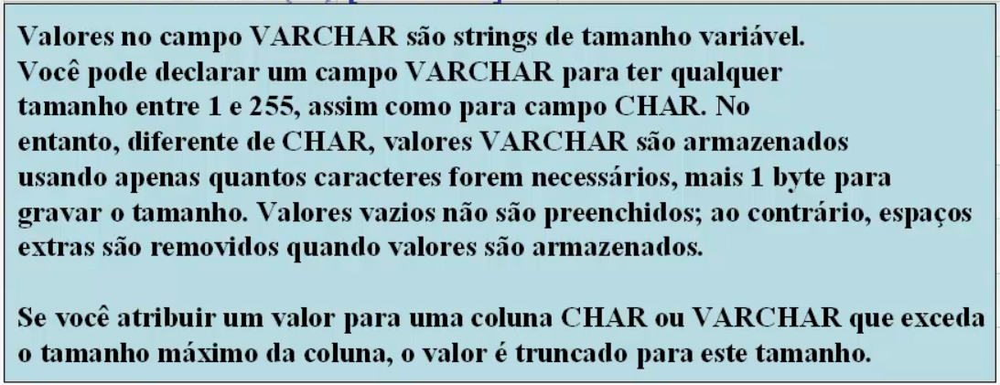 Valores no campo VARCHAR são strings de tamanho variável.
Você pode declarar um campo VARCHAR para ter qualquer
tamanho entre 1 e 255, assim como para campo CHAR. No
entanto, diferente de CHAR, valores VARCHAR são armazenados
usando apenas quantos caracteres forem necessários, mais 1 byte para
gravar o tamanho. Valores vazios não são preenchidos; ao contrário, espaços
extras são removidos quando valores são armazenados.
Se você atribuir um valor para uma coluna CHAR ou VARCHAR que exceda
o tamanho máximo da coluna, o valor é truncado para este tamanho.